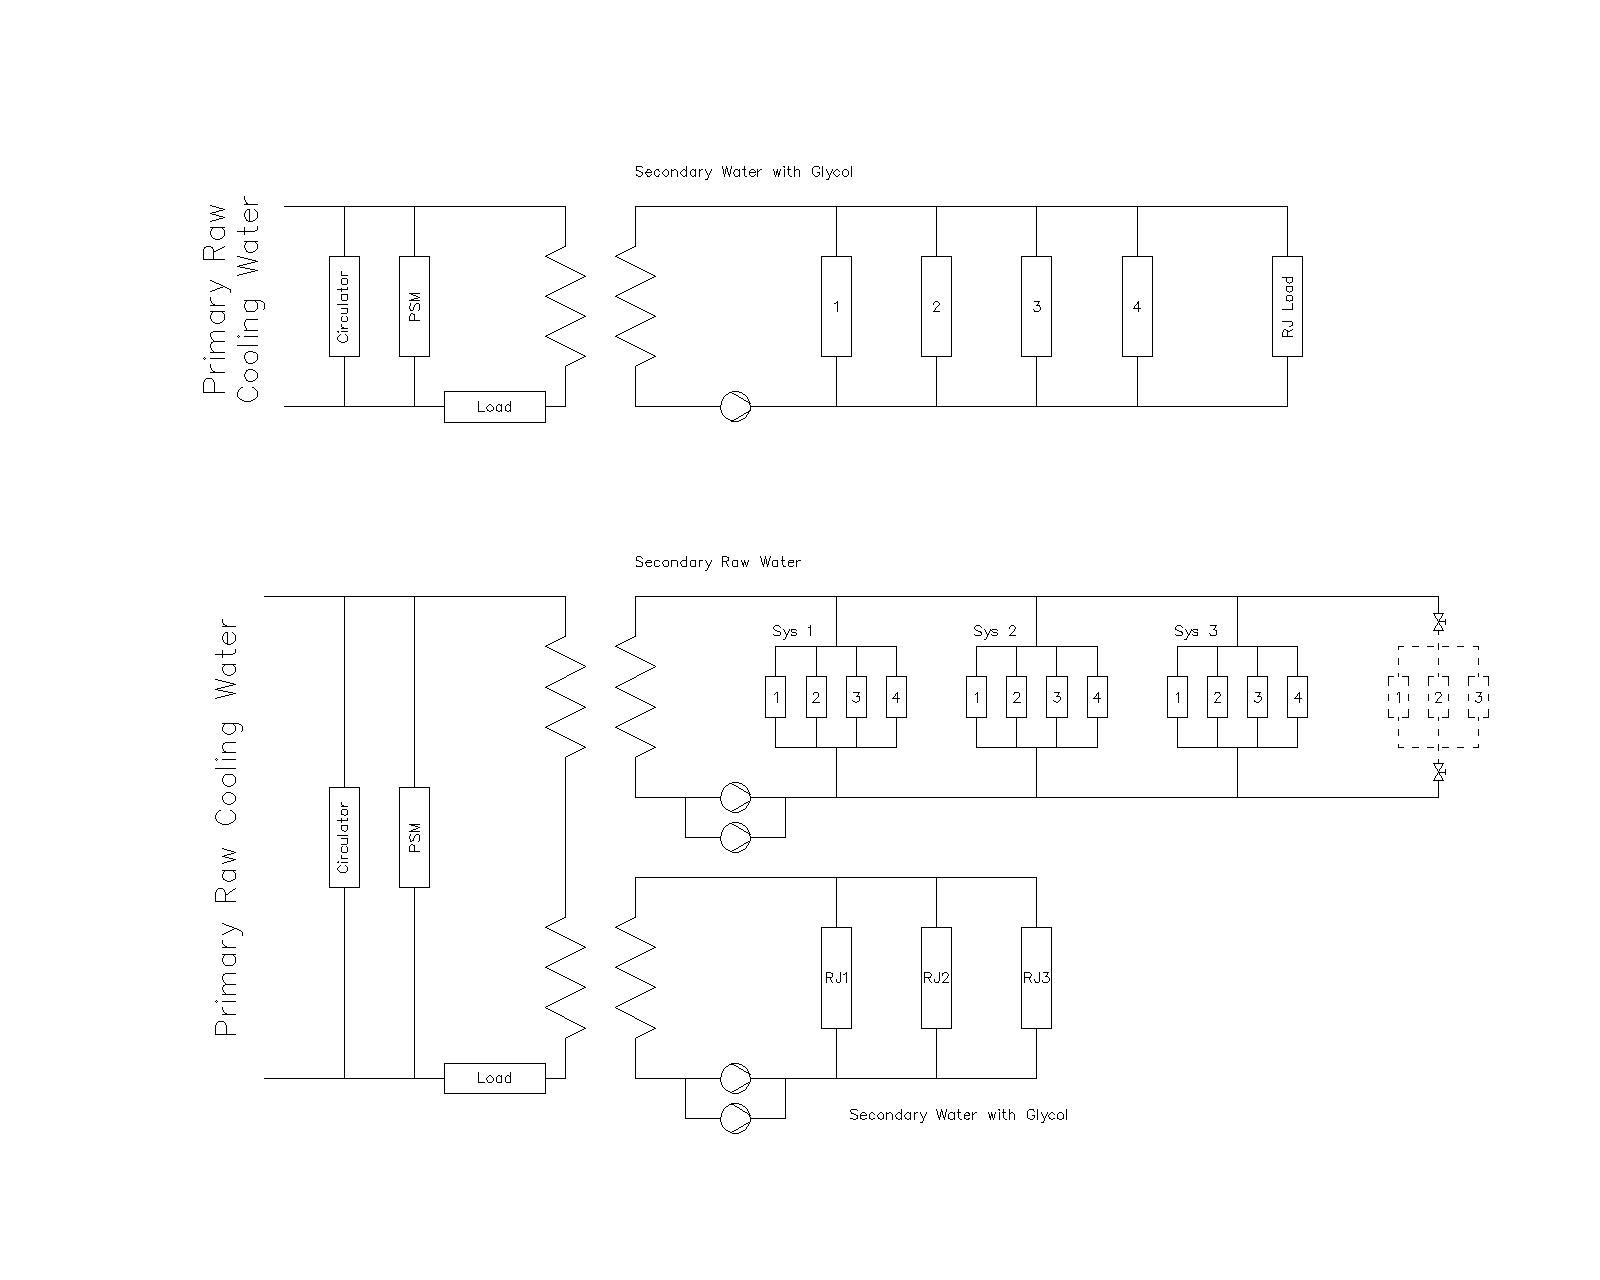 Secondary Water with Glycol
Primary Raw
Cooling Water
Circulator
PSM
Load
1
2
3
4
RJ Load
Secondary Raw Water
Primary Raw Cooling Water
Circulator
PSM
Load
Sys 1
1
2
3
4
Sys 2
1
2
3
4
Sys 3
1
2
3
4
1
2
3
RJ1
RJ2
RJ3
Secondary Water with Glycol